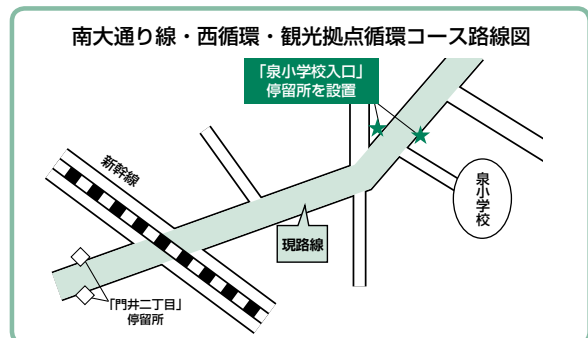 南大通り線・西循環・観光拠点循環コース路線図
「泉小学校入口」
停留所を設置
新幹線
泉小学校
現路線
「門井二丁目」
停留所